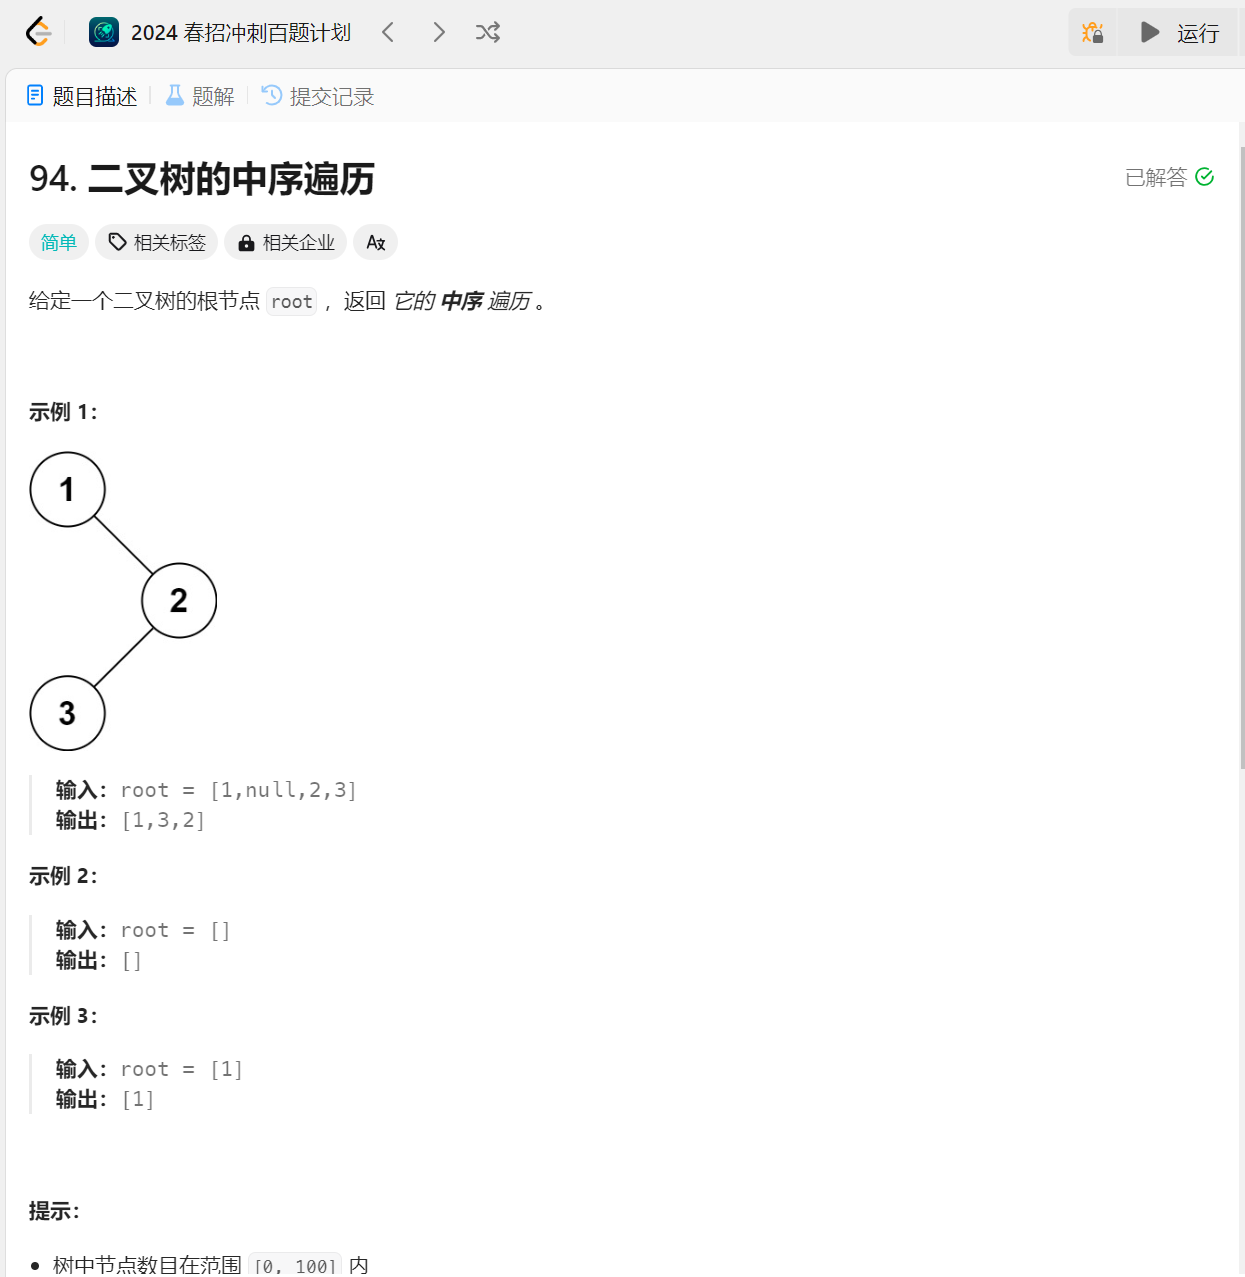 2024 春招冲刺百题计划
运行
题目描述 题解 提交记录
94. 二叉树的中序遍历
已解答
简单 相关标签 相关企业
给定一个二叉树的根节点 root ，返回 它的 中序 遍历 。
示例 1：
1
2
3
输入：root = [1,null,2,3]
输出：[1,3,2]
示例 2：
输入：root = []
输出：[]
示例 3：
输入：root = [1]
输出：[1]
提示：
• 树中节点数目在范围 [0, 100] 内